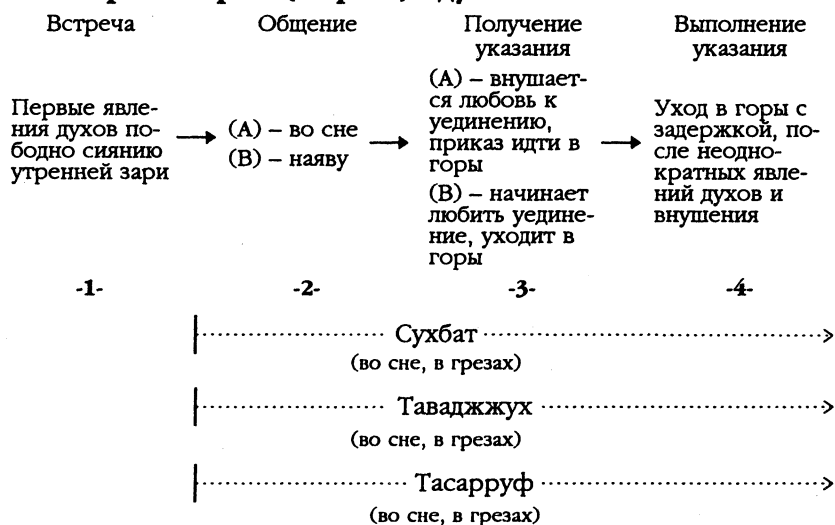 Встреча
Общение
Получение
указания
Выполнение
указания
Первые явле-
ния духов по-
бодно сиянию
утренней зари
(А) – во сне
(В) – наяву
(А) – внушает-
ся любовь к
уединению,
приказ идти в
горы
(В) – начинает
любить уедине-
ние, уходит в
горы
Уход в горы с
задержкой, по-
сле неодно-
кратных явле-
ний духов и
внушения
-1-
-2-
-3-
-4-
Сухбат
(во сне, в грезах)
Таваджжух
(во сне, в грезах)
Тасарруф
(во сне, в грезах)